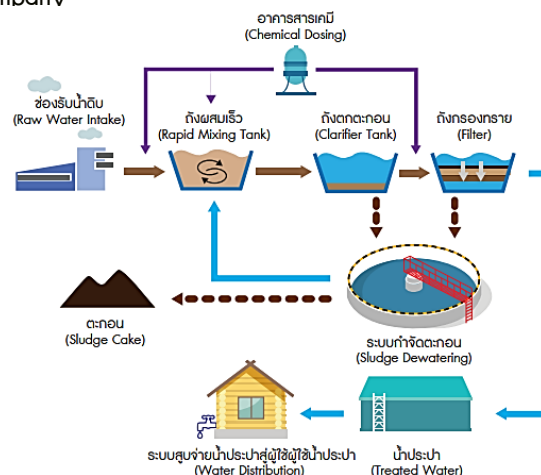 อาคารสารเคมี
(Chemical Dosing)
ช่องรับน้ำดิบ
(Raw Water Intake)
ถังผสมเร็ว
(Rapid Mixing Tank)
ถังตกตะกอน
(Clarifier Tank)
ถังกรองทราย
(Filter)
ตะกอน
(Sludge Cake)
ระบบกำจัดตะกอน
(Sludge Dewatering)
ระบบสูบจ่ายน้ำประปาสู่ผู้ใช้ผู้ใช้น้ำประปา
(Water Distribution)
น้ำประปา
(Treated Water)